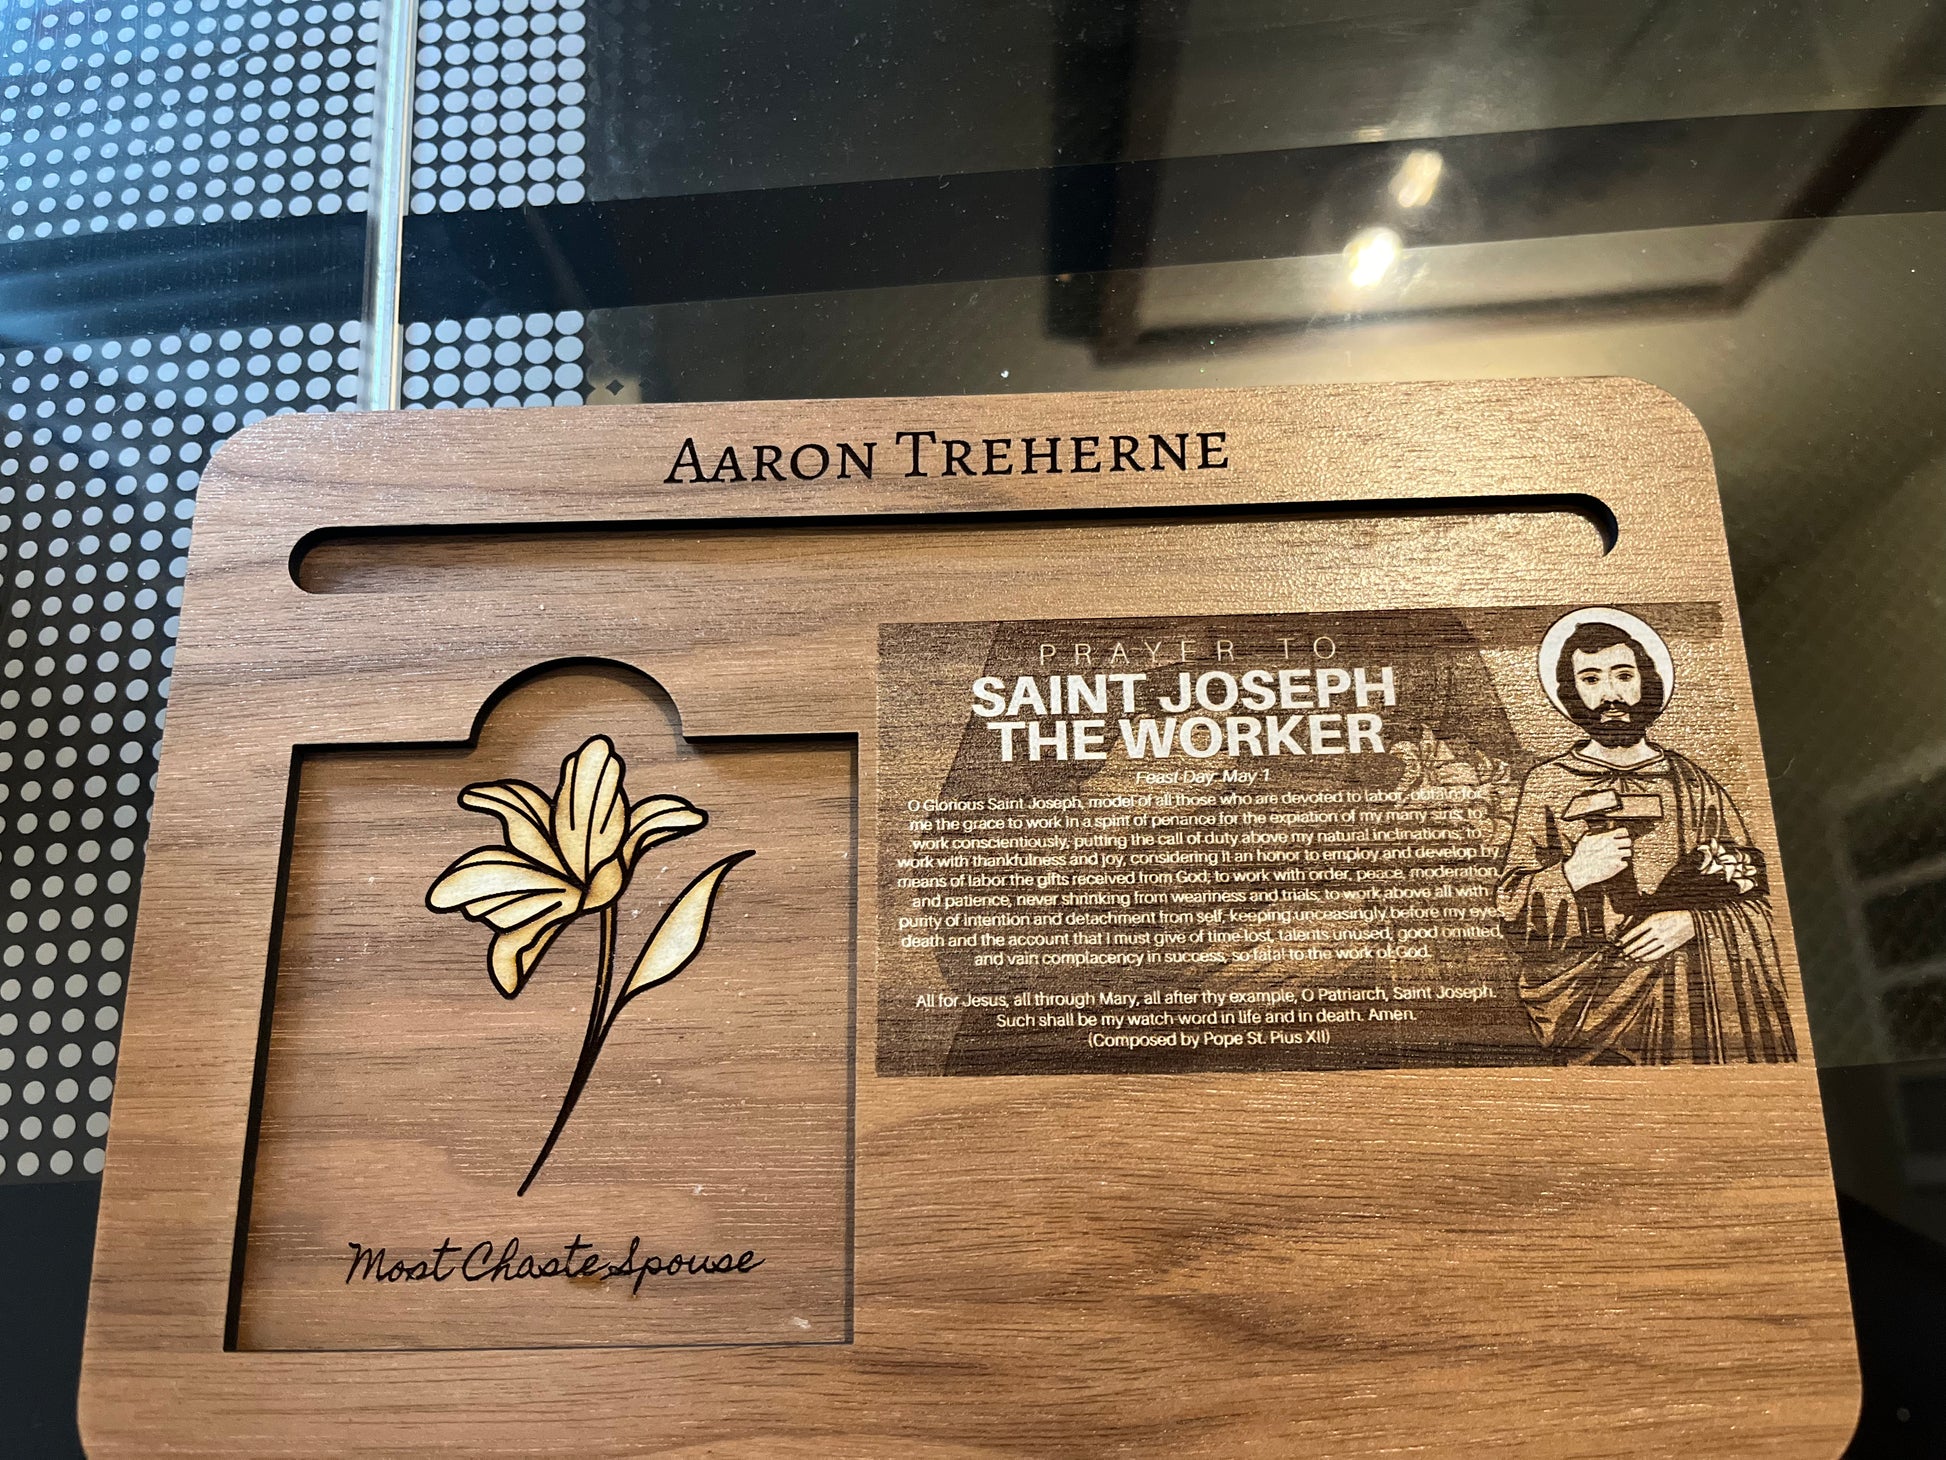 AARON TREHERNE
PRAYER TO
SAINT JOSEPH
THE WORKER
Feast Day: May 1
O Glorious Saint Joseph, model of all those who are devoted to labor, obtain for
me the grace to work in a spirit of penance for the expiation of my many sins; to
work conscientiously, putting the call of duty above my natural inclinations; to
work with thankfulness and joy, considering it an honor to employ and develop by
means of labor the gifts received from God; to work with order, peace, moderation,
and patience, never shrinking from weariness and trials, to work above all with
purity of intention and detachment from self, keeping unceasingly before my eyes
death and the account that I must give of time lost, talents unused, good omitted,
and vain complacency in success, so fatal to the work of God.
All for Jesus, all through Mary, all after thy example, O Patriarch, Saint Joseph.
Such shall be my watch-word in life and in death. Amen.
(Composed by Pope St. Pius XII)
Most Chaste Spouse